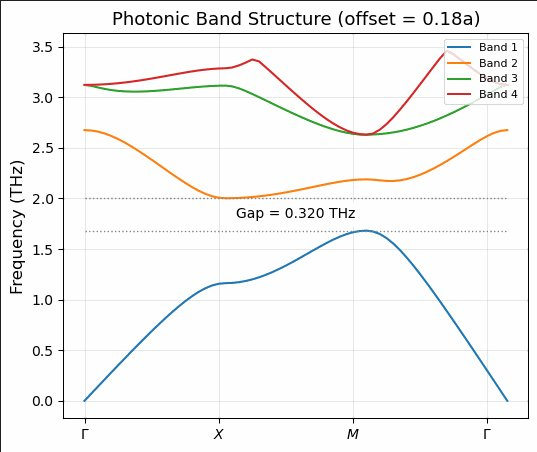 Photonic Band Structure (offset = 0.18a)
Frequency (THz)
3.5
3.0
2.5
2.0
1.5
1.0
0.5
0.0
Band 1
Band 2
Band 3
Band 4
Gap = 0.320 THz
Γ X M Γ